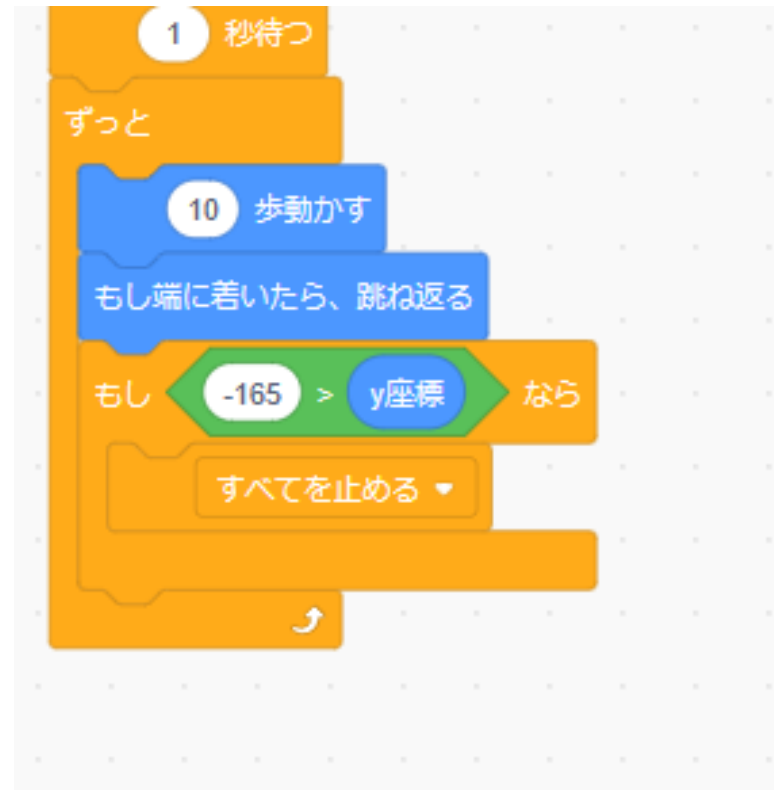 1 秒待つ
ずっと
10 歩動かす
もし端に着いたら、跳ね返る
もし -165 > y座標 なら
すべてを止める